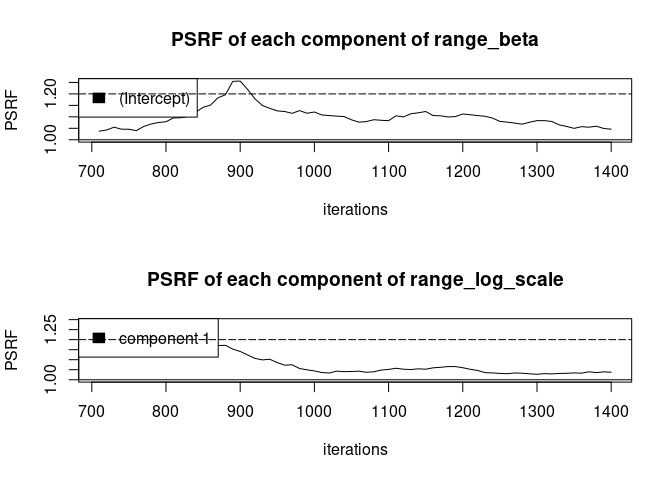 PSRF of each component of range_beta
PSRF
1.00 1.20
(Intercept)
700 800 900 1000 1100 1200 1300 1400
iterations
PSRF of each component of range_log_scale
PSRF
1.00 1.25
component 1
700 800 900 1000 1100 1200 1300 1400
iterations